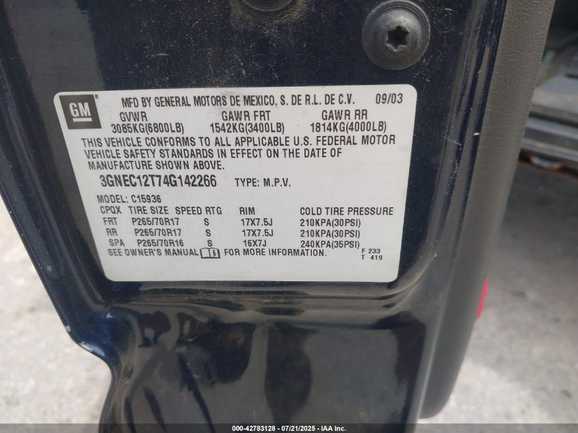 GM
MFD BY GENERAL MOTORS DE MEXICO, S. DE R.L. DE C.V. 09/03
GVWR GAWR FRT GAWR RR
3085KG(6800LB) 1542KG(3400LB) 1814KG(4000LB)
THIS VEHICLE CONFORMS TO ALL APPLICABLE U.S. FEDERAL MOTOR
VEHICLE SAFETY STANDARDS IN EFFECT ON THE DATE OF
MANUFACTURE SHOWN ABOVE.
3GNEC12T74G142266 TYPE: M.P.V.
MODEL: C15936
CPQX TIRE SIZE SPEED RTG RIM COLD TIRE PRESSURE
FRT P265/70R17 S 17X7.5J 210KPA(30PSI)
RR P265/70R17 S 17X7.5J 210KPA(30PSI)
SPA P265/70R16 S 16X7J 240KPA(35PSI)
SEE OWNER'S MANUAL FOR MORE INFORMATION. F 233
T 419
000-42783128 - 07/21/2025 - IAAI.COM